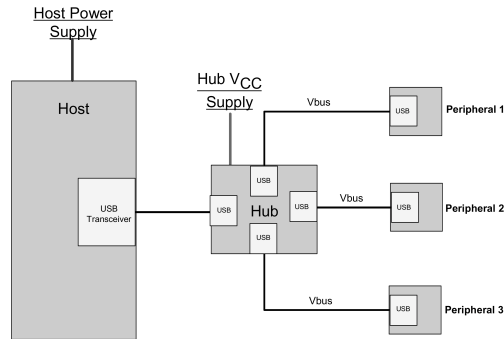 Host Power
Supply
Host
USB
Transceiver
Hub VCC
Supply
USB
USB
USB
USB
Hub
Vbus
USB
Peripheral 1
Vbus
USB
Peripheral 2
Vbus
USB
Peripheral 3